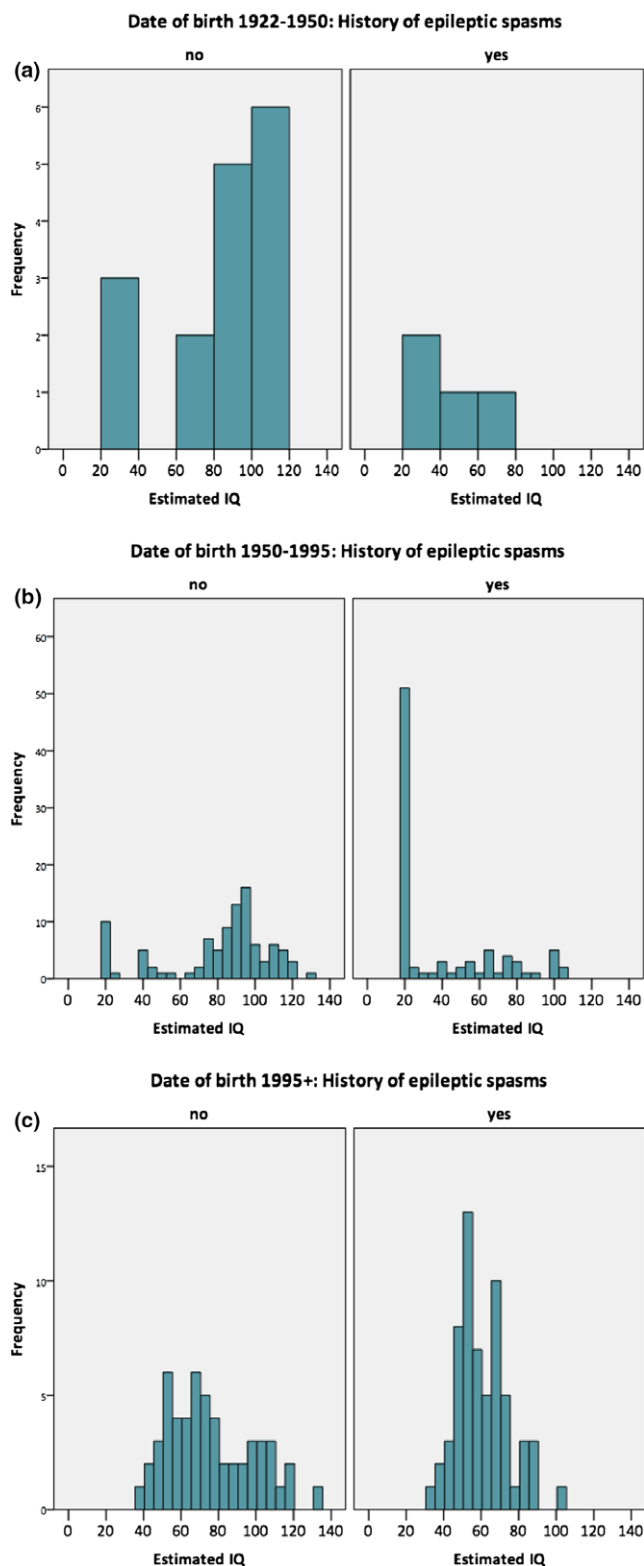 Date of birth 1922-1950: History of epileptic spasms
(a)
no
yes
Frequency
6
5
4
3
2
1
0
0 20 40 60 80 100 120 140
0 20 40 60 80 100 120 140
Estimated IQ
Estimated IQ
Date of birth 1950-1995: History of epileptic spasms
(b)
no
yes
Frequency
60
50
40
30
20
10
0
0 20 40 60 80 100 120 140
0 20 40 60 80 100 120 140
Estimated IQ
Estimated IQ
Date of birth 1995+: History of epileptic spasms
(c)
no
yes
Frequency
15
10
5
0
0 20 40 60 80 100 120 140
0 20 40 60 80 100 120 140
Estimated IQ
Estimated IQ